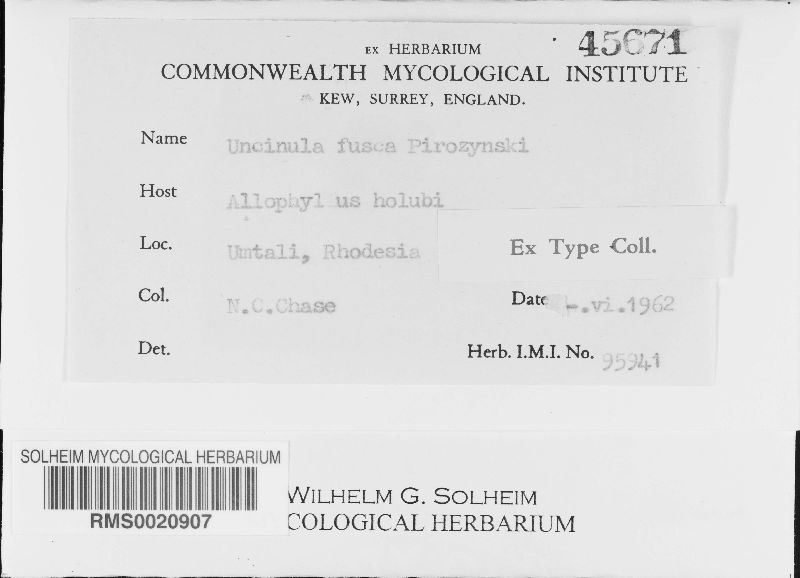 45671
EX HERBARIUM
COMMONWEALTH MYCOLOGICAL INSTITUTE
KEW, SURREY, ENGLAND.
Name Uncinula fusca Pirozynski
Host Allophyl us holubi
Loc. Umtali, Rhodesia
Ex Type Coll.
Col. N.C.Chase Date -.vi.1962
Det. Herb. I.M.I. No. 95941
SOLHEIM MYCOLOGICAL HERBARIUM
RMS0020907
WILHELM G. SOLHEIM
COLOGICAL HERBARIUM